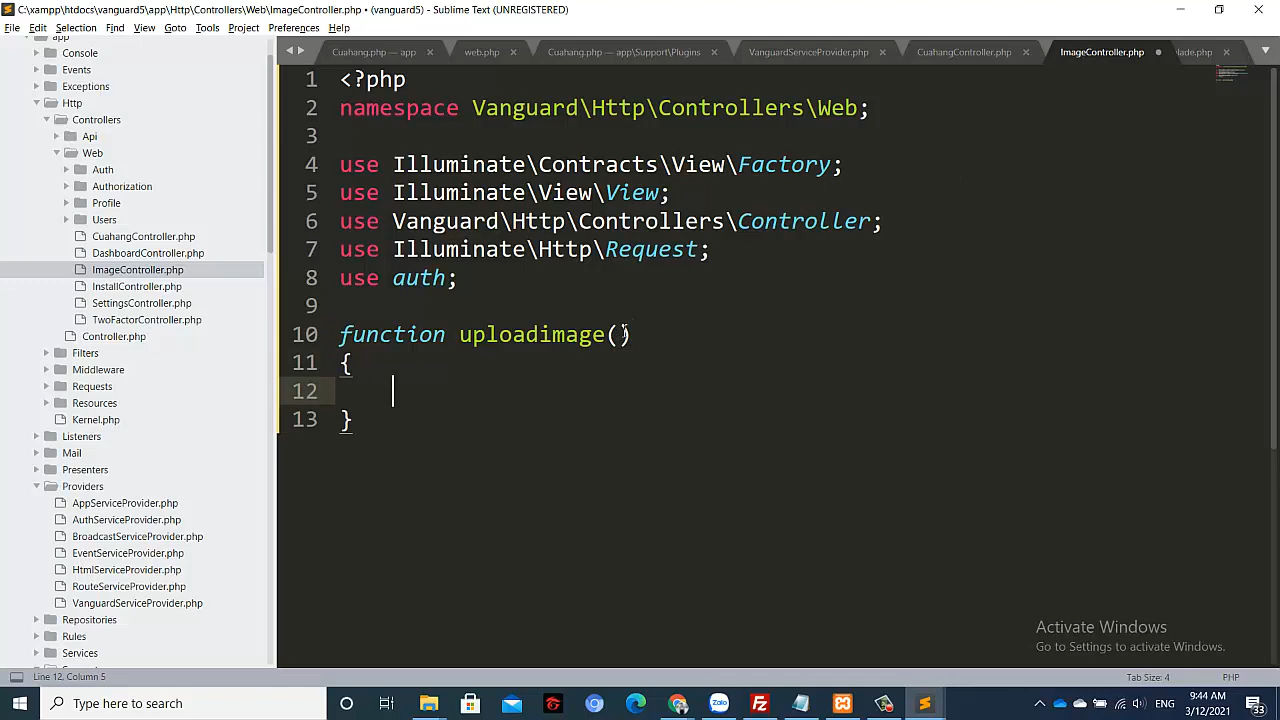 C:\xampp\htdocs\vanguard5\app\Http\Controllers\Web\ImageController.php • (vanguard5) - Sublime Text (UNREGISTERED)
File Edit Selection Find View Goto Tools Project Preferences Help
Cuahang.php — app
web.php
Cuahang.php — app\Support\Plugins
VanguardServiceProvider.php
CuahangController.php
ImageController.php
lade.php
app
Console
Events
Exceptions
Http
Controllers
Api
Web
Auth
Authorization
Profile
Users
CuahangController.php
DashboardController.php
ImageController.php
InstallController.php
SettingsController.php
TwoFactorController.php
Controller.php
Filters
Middleware
Requests
Resources
Kernel.php
Listeners
Mail
Presenters
Providers
AppServiceProvider.php
AuthServiceProvider.php
BroadcastServiceProvider.php
EventServiceProvider.php
HtmlServiceProvider.php
RouteServiceProvider.php
VanguardServiceProvider.php
Repositories
Rules
Services
1 <?php
2 namespace Vanguard\Http\Controllers\Web;
3
4 use Illuminate\Contracts\View\Factory;
5 use Illuminate\View\View;
6 use Vanguard\Http\Controllers\Controller;
7 use Illuminate\Http\Request;
8 use auth;
9
10 function uploadimage()
11 {
12
13 }
Activate Windows
Go to Settings to activate Windows.
Line 12, Column 5
Tab Size: 4
PHP
Type here to search
ENG
9:44 AM
3/12/2021
33